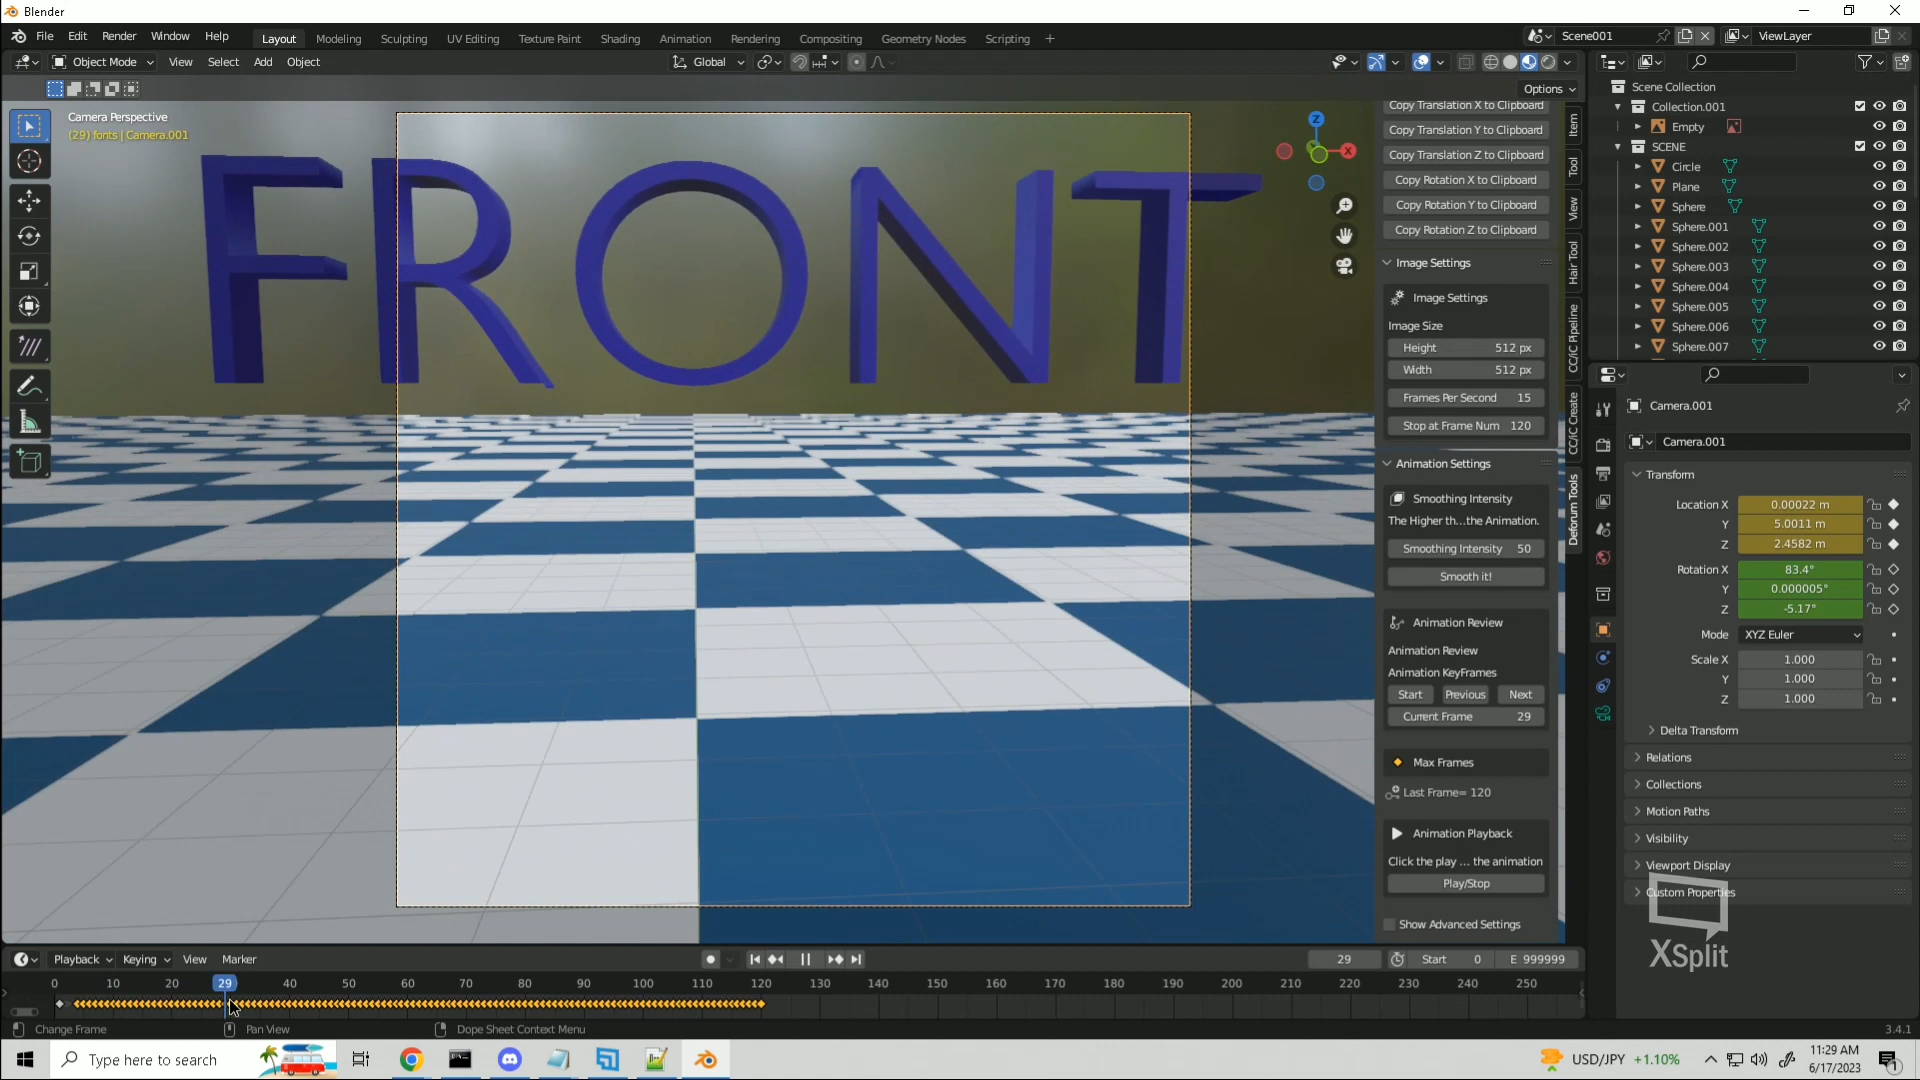 Blender
File Edit Render Window Help
Layout Modeling Sculpting UV Editing Texture Paint Shading Animation Rendering Compositing Geometry Nodes Scripting +
Scene001
ViewLayer
Object Mode View Select Add Object
Global
Options
Camera Perspective
(29) fonts | Camera.001
FRONT
Z
X
Copy Translation X to Clipboard
Copy Translation Y to Clipboard
Copy Translation Z to Clipboard
Copy Rotation X to Clipboard
Copy Rotation Y to Clipboard
Copy Rotation Z to Clipboard
Image Settings
Image Settings
Image Size
Height 512 px
Width 512 px
Frames Per Second 15
Stop at Frame Num 120
Animation Settings
Smoothing Intensity
The Higher th...the Animation.
Smoothing Intensity 50
Smooth it!
Animation Review
Animation Review
Animation KeyFrames
Start Previous Next
Current Frame 29
Max Frames
Last Frame= 120
Animation Playback
Click the play ... the animation
Play/Stop
Show Advanced Settings
Item
Tool
View
Hair Tool
CC/iC Pipeline
CC/iC Create
Deforum Tools
Scene Collection
Collection.001
Empty
SCENE
Circle
Plane
Sphere
Sphere.001
Sphere.002
Sphere.003
Sphere.004
Sphere.005
Sphere.006
Sphere.007
Camera.001
Camera.001
Transform
Location X 0.00022 m
Y 5.0011 m
Z 2.4582 m
Rotation X 83.4°
Y 0.000005°
Z -5.17°
Mode XYZ Euler
Scale X 1.000
Y 1.000
Z 1.000
Delta Transform
Relations
Collections
Motion Paths
Visibility
Viewport Display
Custom Properties
XSplit
Playback Keying View Marker
29 Start 0 E 999999
0 10 20 29 40 50 60 70 80 90 100 110 120 130 140 150 160 170 180 190 200 210 220 230 240 250
Change Frame Pan View Dope Sheet Context Menu
3.4.1
Type here to search
USD/JPY +1.10%
11:29 AM
6/17/2023
1